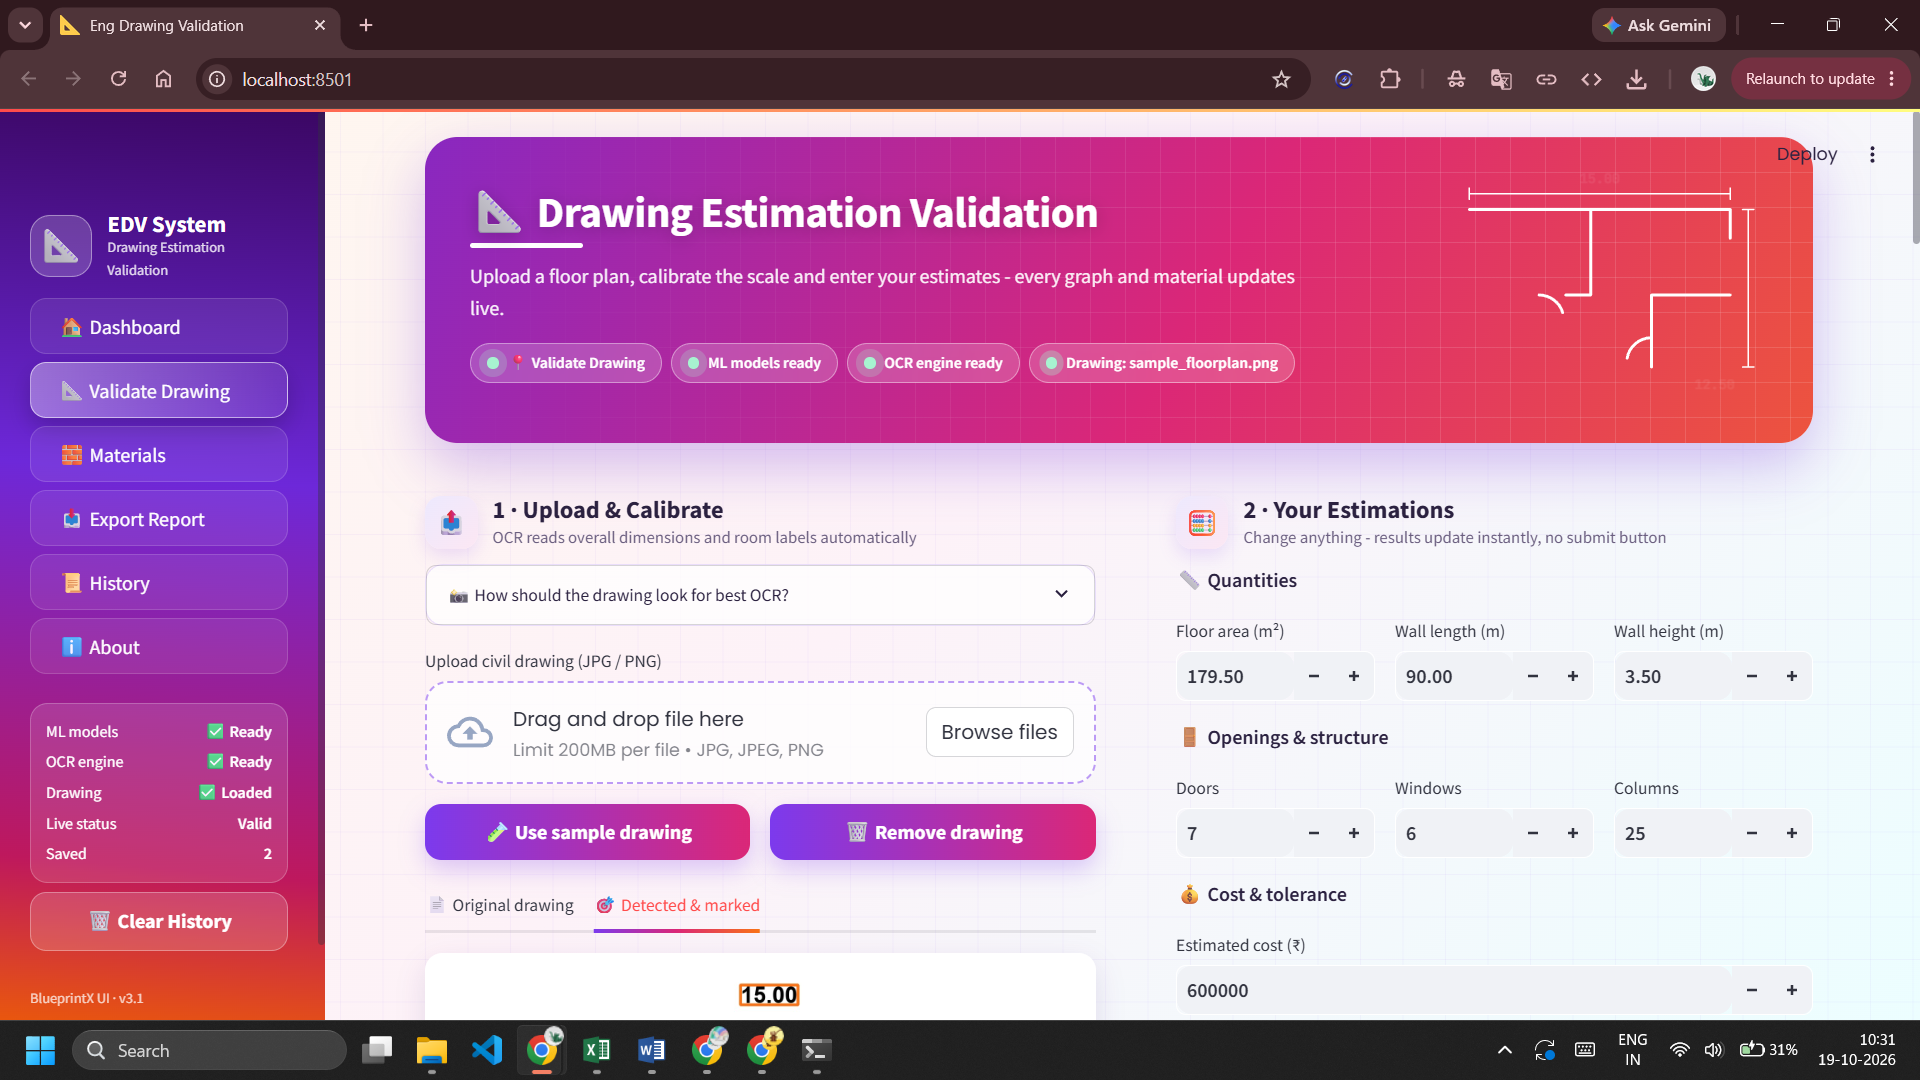 Eng Drawing Validation
Ask Gemini
localhost:8501
Relaunch to update
EDV System
Drawing Estimation
Validation
Dashboard
Validate Drawing
Materials
Export Report
History
About
ML models Ready
OCR engine Ready
Drawing Loaded
Live status Valid
Saved 2
Clear History
BlueprintX UI · v3.1
Deploy
Drawing Estimation Validation
Upload a floor plan, calibrate the scale and enter your estimates - every graph and material updates
live.
Validate Drawing
ML models ready
OCR engine ready
Drawing: sample_floorplan.png
15.00
12.50
1 · Upload & Calibrate
OCR reads overall dimensions and room labels automatically
How should the drawing look for best OCR?
Upload civil drawing (JPG / PNG)
Drag and drop file here
Limit 200MB per file • JPG, JPEG, PNG
Browse files
Use sample drawing
Remove drawing
Original drawing
Detected & marked
15.00
2 · Your Estimations
Change anything - results update instantly, no submit button
Quantities
Floor area (m²) Wall length (m) Wall height (m)
179.50 90.00 3.50
Openings & structure
Doors Windows Columns
7 6 25
Cost & tolerance
Estimated cost (₹)
600000
Search
ENG
IN
31%
10:31
19-10-2026